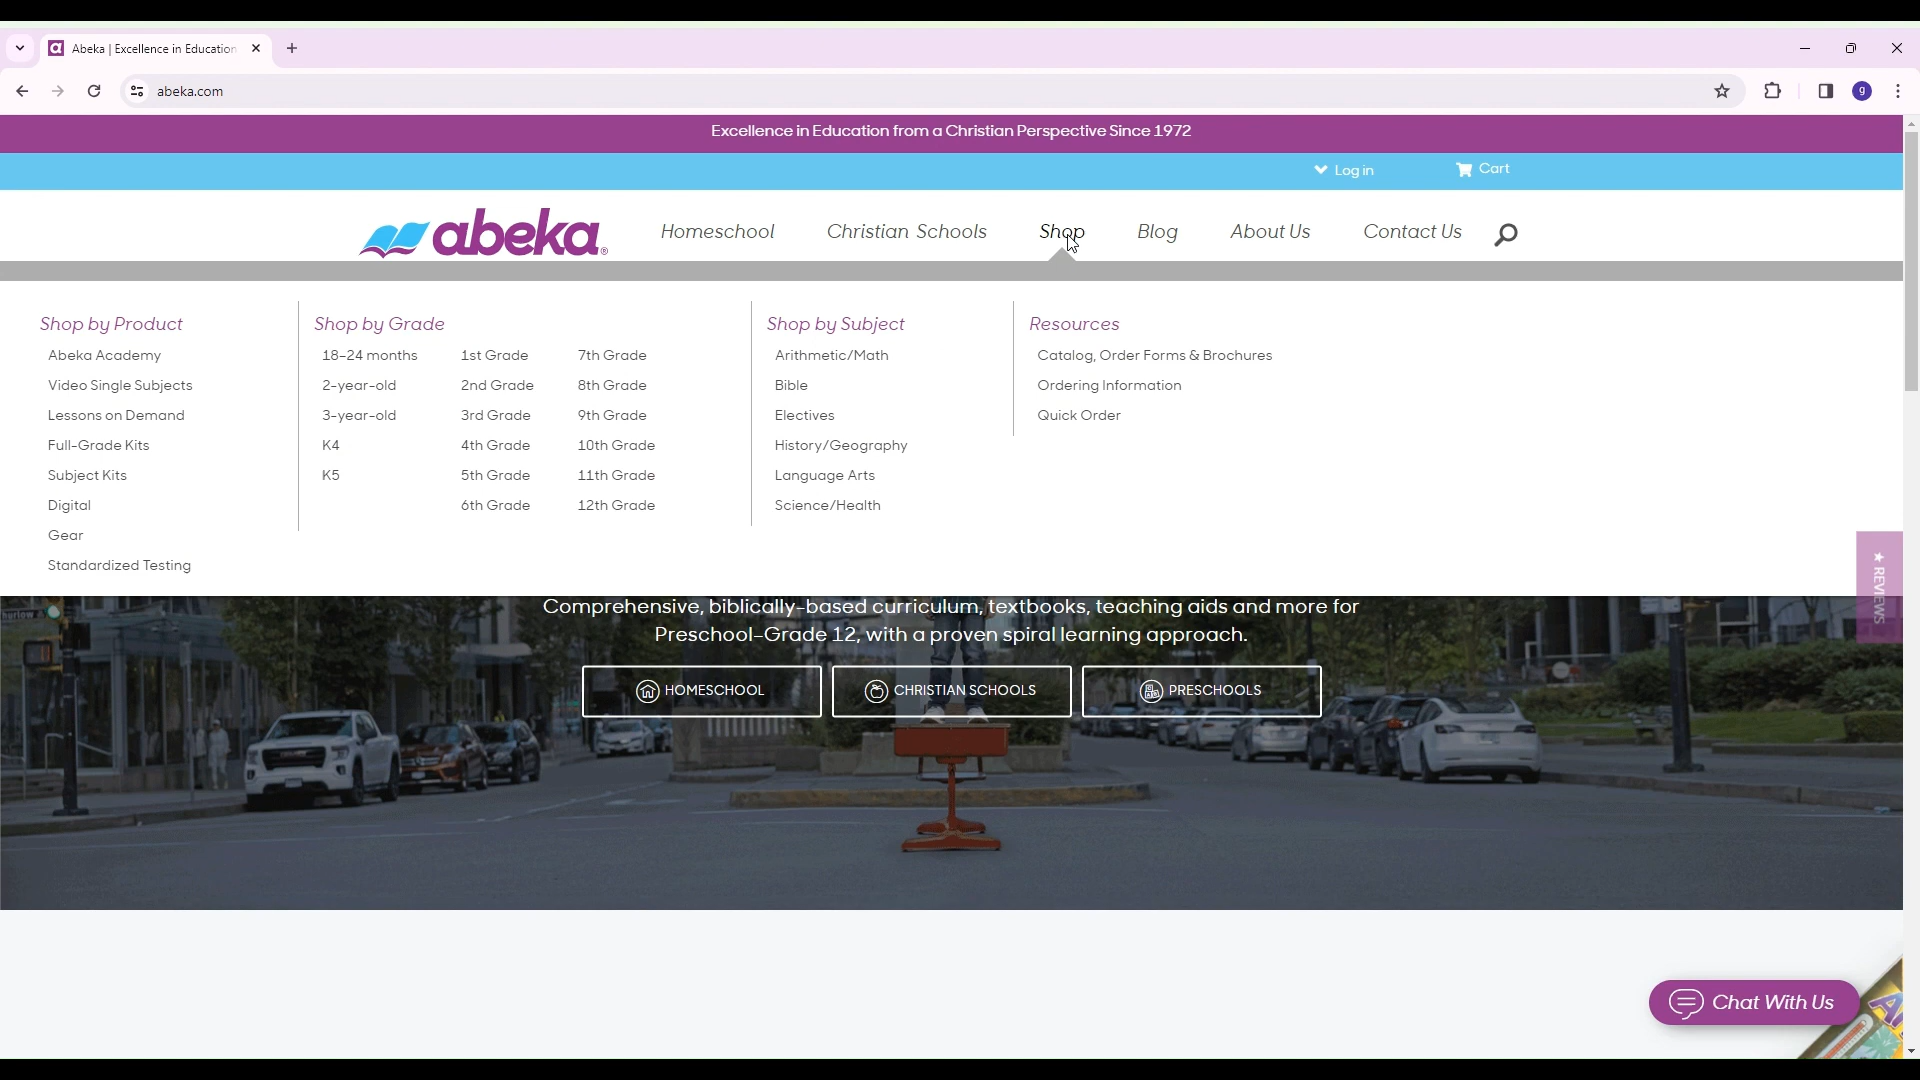 Abeka | Excellence in Education
abeka.com
g
Excellence in Education from a Christian Perspective Since 1972
Log in
Cart
abeka®
Homeschool
Christian Schools
Shop
Blog
About Us
Contact Us
Shop by Product
Abeka Academy
Video Single Subjects
Lessons on Demand
Full-Grade Kits
Subject Kits
Digital
Gear
Standardized Testing
Shop by Grade
18-24 months
2-year-old
3-year-old
K4
K5
1st Grade
2nd Grade
3rd Grade
4th Grade
5th Grade
6th Grade
7th Grade
8th Grade
9th Grade
10th Grade
11th Grade
12th Grade
Shop by Subject
Arithmetic/Math
Bible
Electives
History/Geography
Language Arts
Science/Health
Resources
Catalog, Order Forms & Brochures
Ordering Information
Quick Order
★ REVIEWS
Comprehensive, biblically-based curriculum, textbooks, teaching aids and more for
Preschool-Grade 12, with a proven spiral learning approach.
HOMESCHOOL
CHRISTIAN SCHOOLS
PRESCHOOLS
Chat With Us